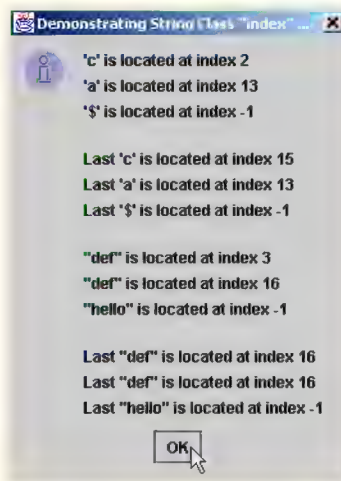 Demonstrating String Class "index" ...
'c' is located at index 2
'a' is located at index 13
'$' is located at index -1
Last 'c' is located at index 15
Last 'a' is located at index 13
Last '$' is located at index -1
"def" is located at index 3
"def" is located at index 16
"hello" is located at index -1
Last "def" is located at index 16
Last "def" is located at index 16
Last "hello" is located at index -1
OK